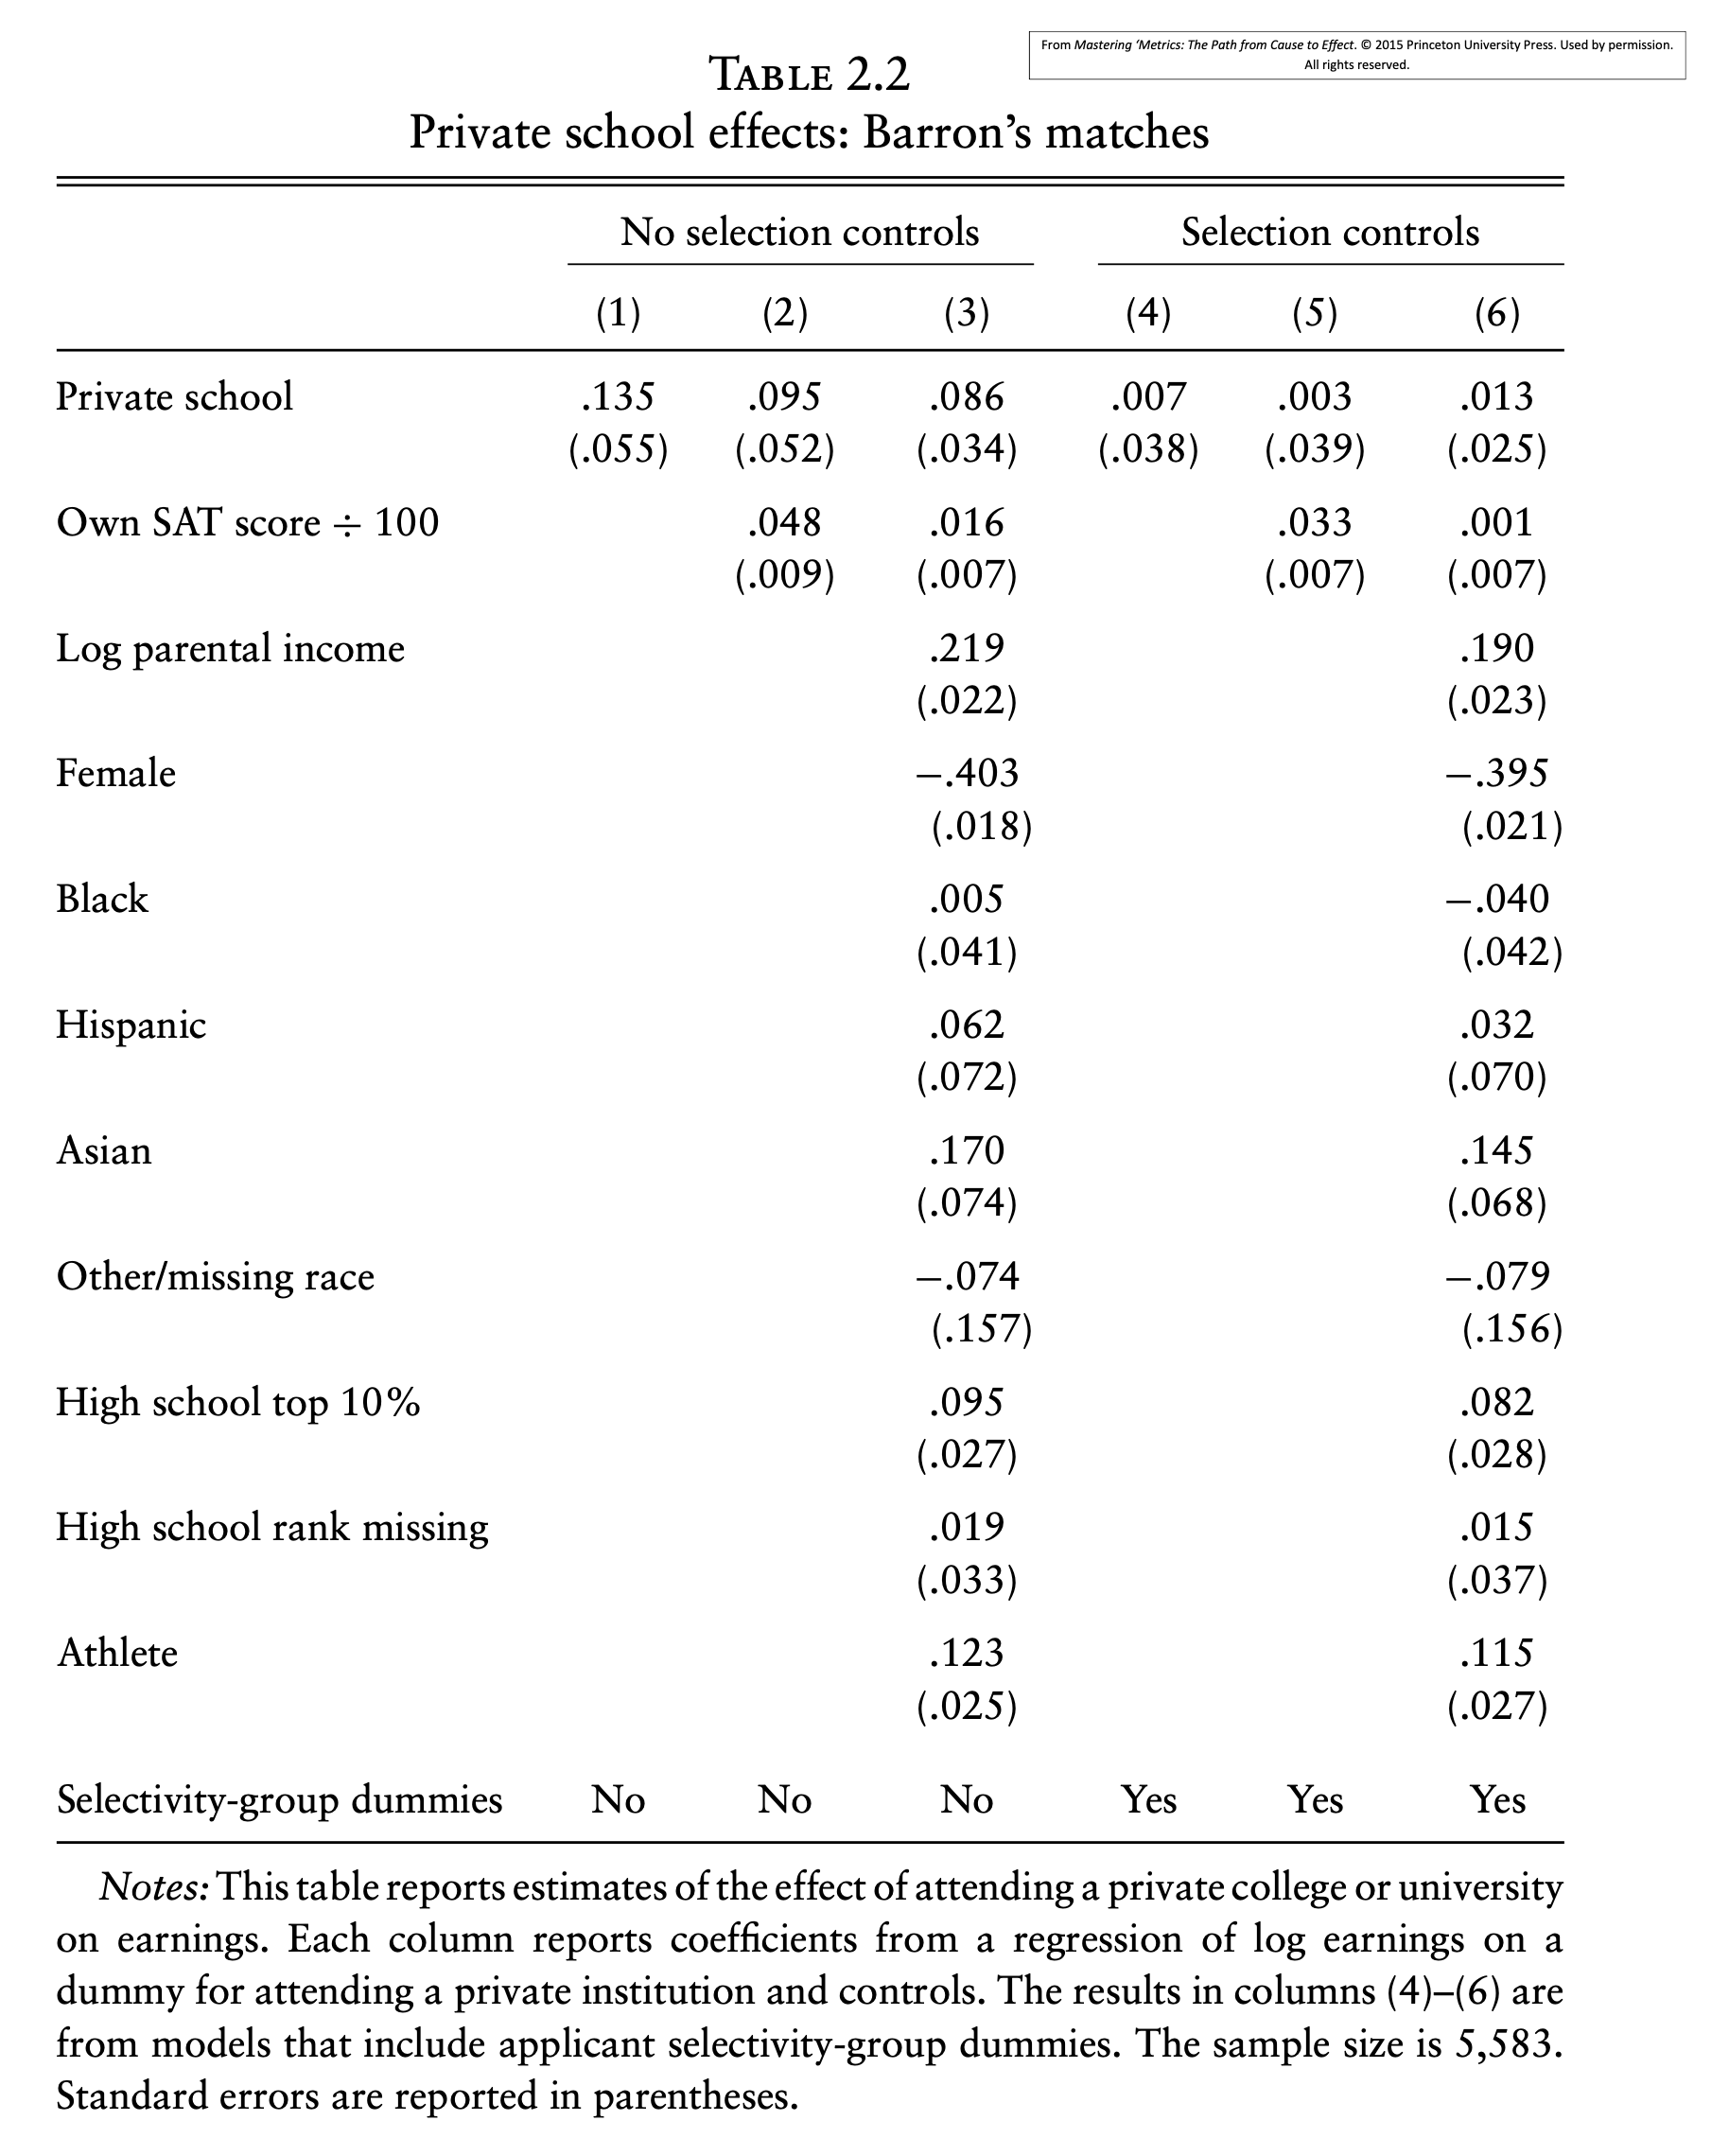 From Mastering ‘Metrics: The Path from Cause to Effect. © 2015 Princeton University Press. Used by permission.
All rights reserved.
TABLE 2.2
Private school effects: Barron’s matches
No selection controls Selection controls
(1) (2) (3) (4) (5) (6)
Private school .135 .095 .086 .007 .003 .013
(.055) (.052) (.034) (.038) (.039) (.025)
Own SAT score ÷ 100 .048 .016 .033 .001
(.009) (.007) (.007) (.007)
Log parental income .219 .190
(.022) (.023)
Female −.403 −.395
(.018) (.021)
Black .005 −.040
(.041) (.042)
Hispanic .062 .032
(.072) (.070)
Asian .170 .145
(.074) (.068)
Other/missing race −.074 −.079
(.157) (.156)
High school top 10% .095 .082
(.027) (.028)
High school rank missing .019 .015
(.033) (.037)
Athlete .123 .115
(.025) (.027)
Selectivity-group dummies No No No Yes Yes Yes
Notes: This table reports estimates of the effect of attending a private college or university
on earnings. Each column reports coefficients from a regression of log earnings on a
dummy for attending a private institution and controls. The results in columns (4)–(6) are
from models that include applicant selectivity-group dummies. The sample size is 5,583.
Standard errors are reported in parentheses.